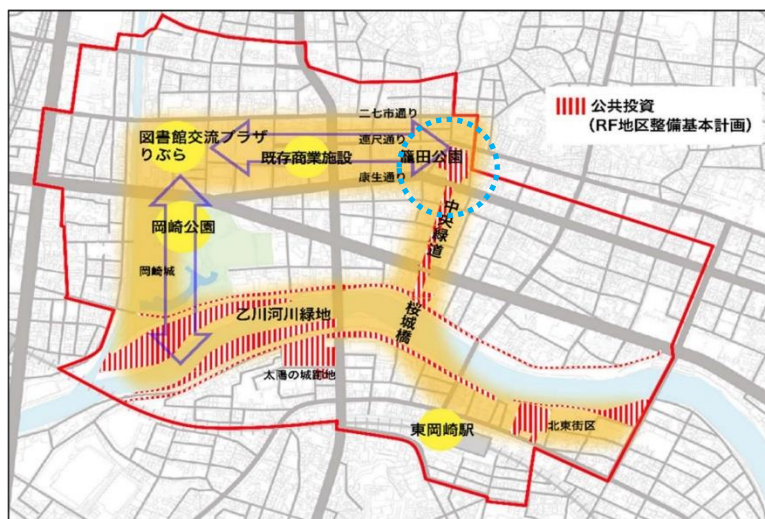 公共投資
(RF地区整備基本計画)
二七市通り
図書館交流プラザ
りぶら
連尺通り
既存商業施設
籠田公園
康生通り
中央緑道
岡崎公園
岡崎城
乙川河川緑地
桜城橋
太陽の城跡地
東岡崎駅
北東街区